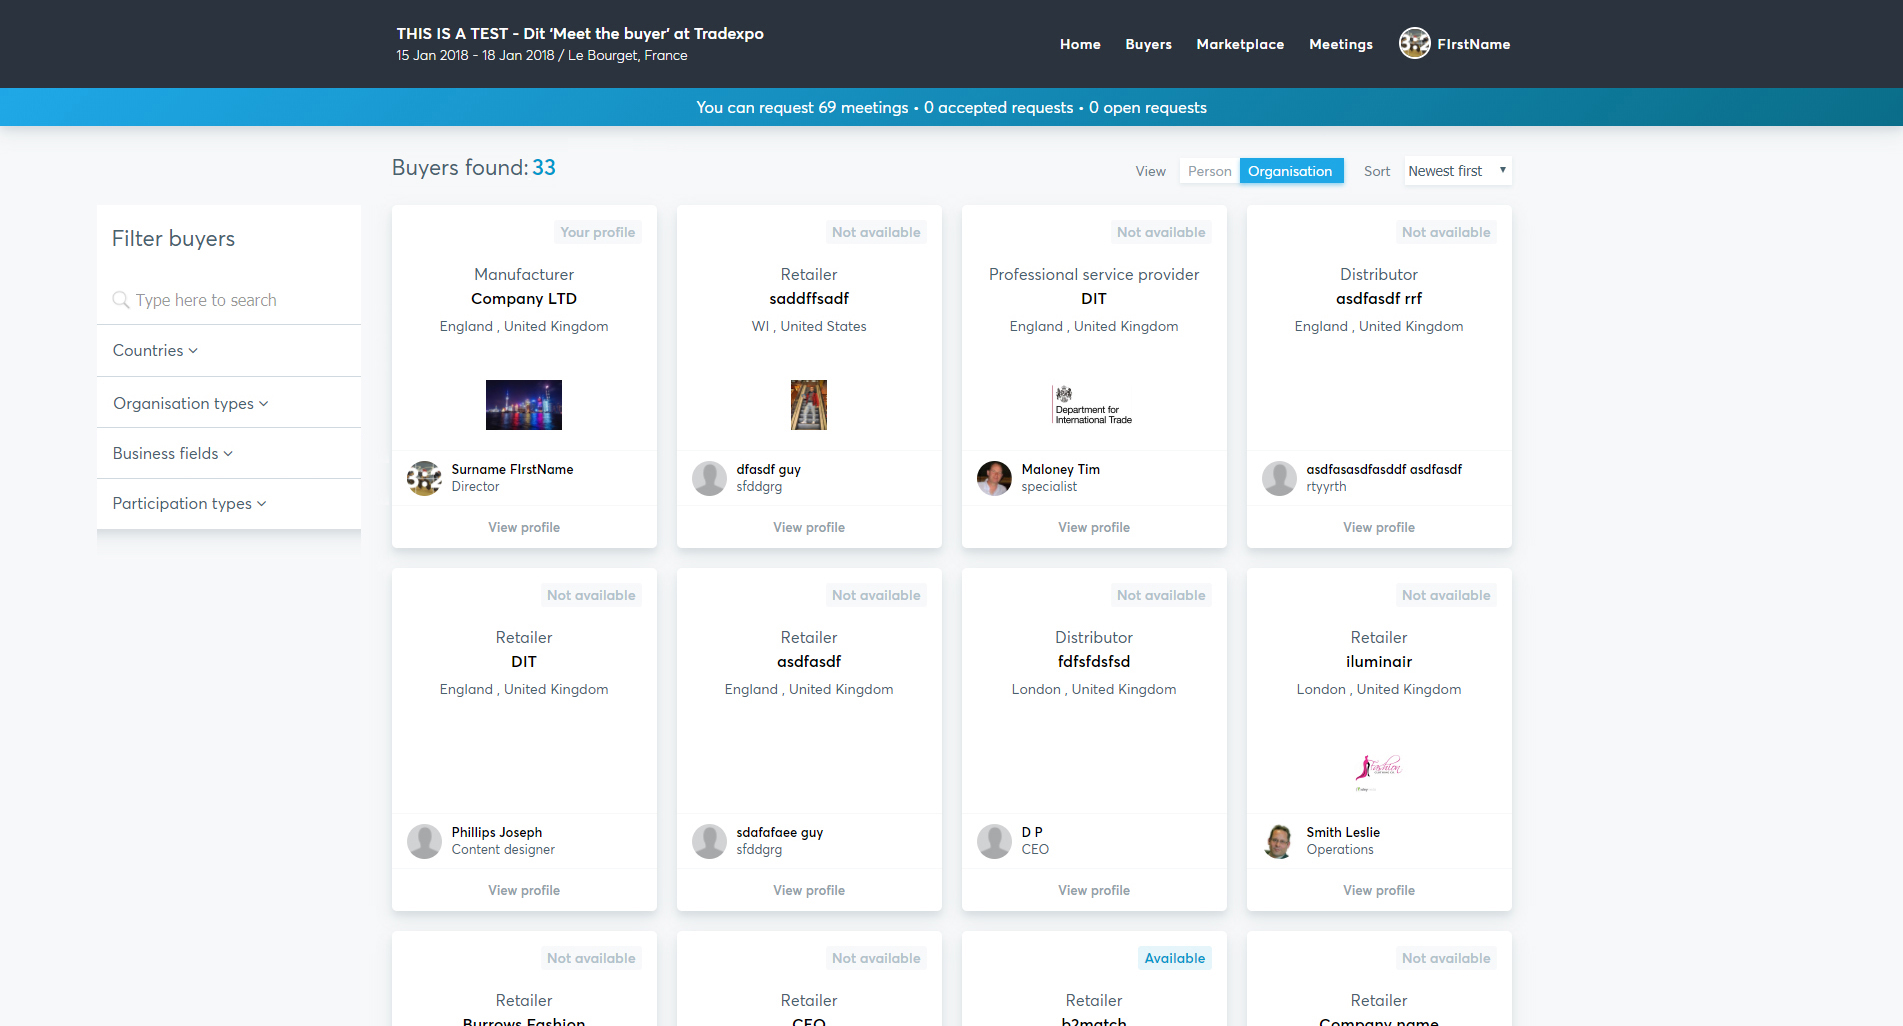 THIS IS A TEST - Dit 'Meet the buyer' at Tradexpo
15 Jan 2018 - 18 Jan 2018 / Le Bourget, France
Home Buyers Marketplace Meetings FIrstName
You can request 69 meetings • 0 accepted requests • 0 open requests
Buyers found: 33
View Person Organisation Sort Newest first
Filter buyers
Type here to search
Countries
Organisation types
Business fields
Participation types
Your profile
Manufacturer
Company LTD
England , United Kingdom
Surname FIrstName
Director
View profile
Not available
Retailer
saddffsadf
WI , United States
dfasdf guy
sfddgrg
View profile
Not available
Professional service provider
DIT
England , United Kingdom
Department for
International Trade
Maloney Tim
specialist
View profile
Not available
Distributor
asdfasdf rrf
England , United Kingdom
asdfasasdfasddf asdfasdf
rtyyrth
View profile
Not available
Retailer
DIT
England , United Kingdom
Phillips Joseph
Content designer
View profile
Not available
Retailer
asdfasdf
England , United Kingdom
sdafafaee guy
sfddgrg
View profile
Not available
Distributor
fdfsfdsfsd
London , United Kingdom
D P
CEO
View profile
Not available
Retailer
iluminair
London , United Kingdom
Fashion
Smith Leslie
Operations
View profile
Not available
Retailer
Burrows Fashion
Not available
Retailer
CEO
Available
Retailer
b2match
Not available
Retailer
Company name